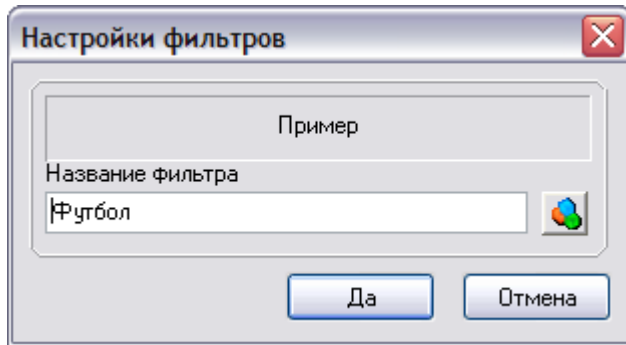 Настройки фильтров
Пример
Название фильтра
Футбол
Да
Отмена